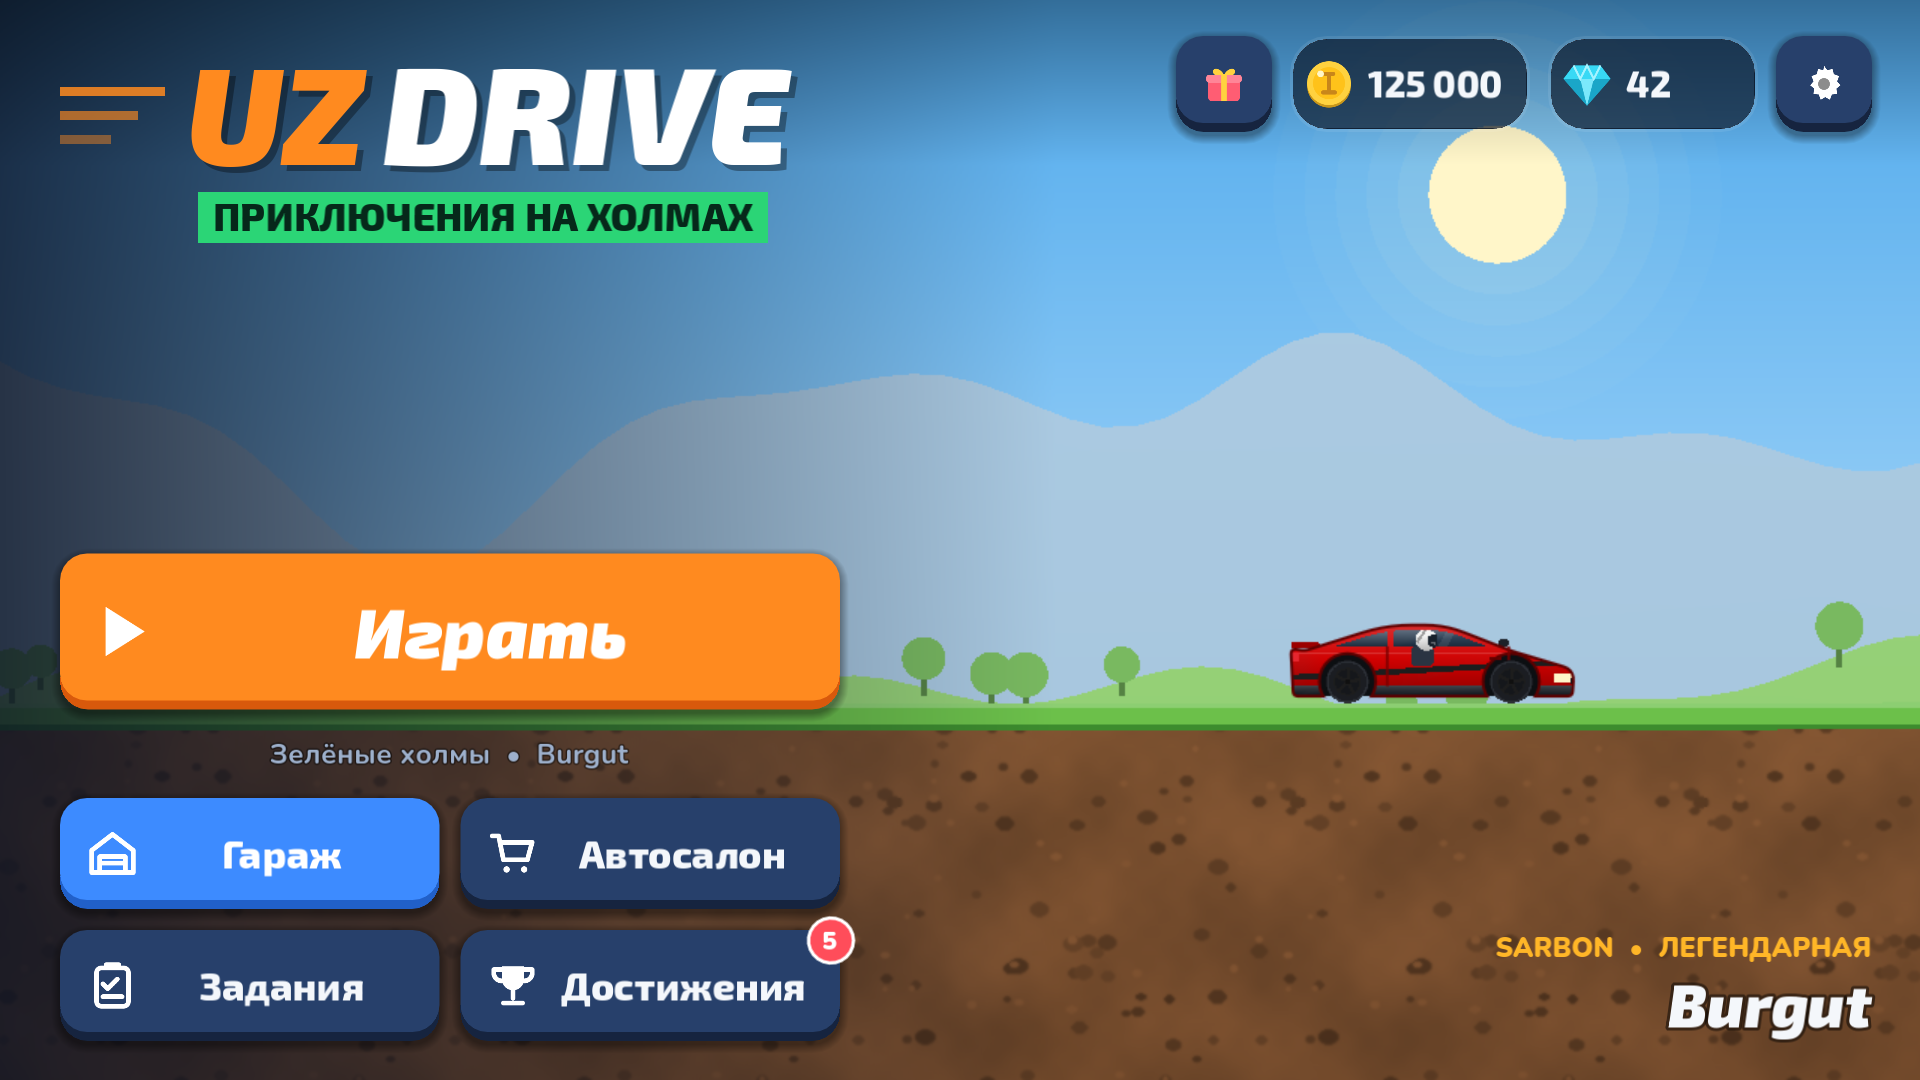 UZ DRIVE
ПРИКЛЮЧЕНИЯ НА ХОЛМАХ
125 000
42
Играть
Зелёные холмы • Burgut
Гараж
Автосалон
Задания
Достижения
5
SARBON • ЛЕГЕНДАРНАЯ
Burgut